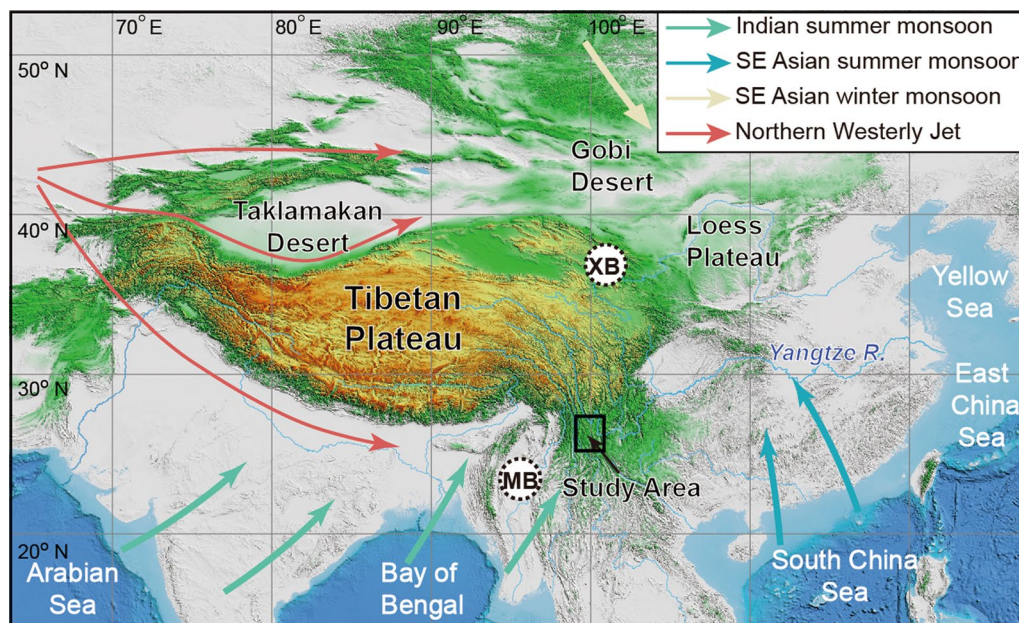 70° E
80° E
90° E
100° E
Indian summer monsoon
SE Asian summer monsoon
SE Asian winter monsoon
Northern Westerly Jet
50° N
Gobi
Desert
40° N
Taklamakan
Desert
Loess
Plateau
XB
Yellow
Sea
Tibetan
Plateau
Yangtze R.
30° N
East
China
Sea
MB
Study Area
20° N
Arabian
Sea
Bay of
Bengal
South China
Sea